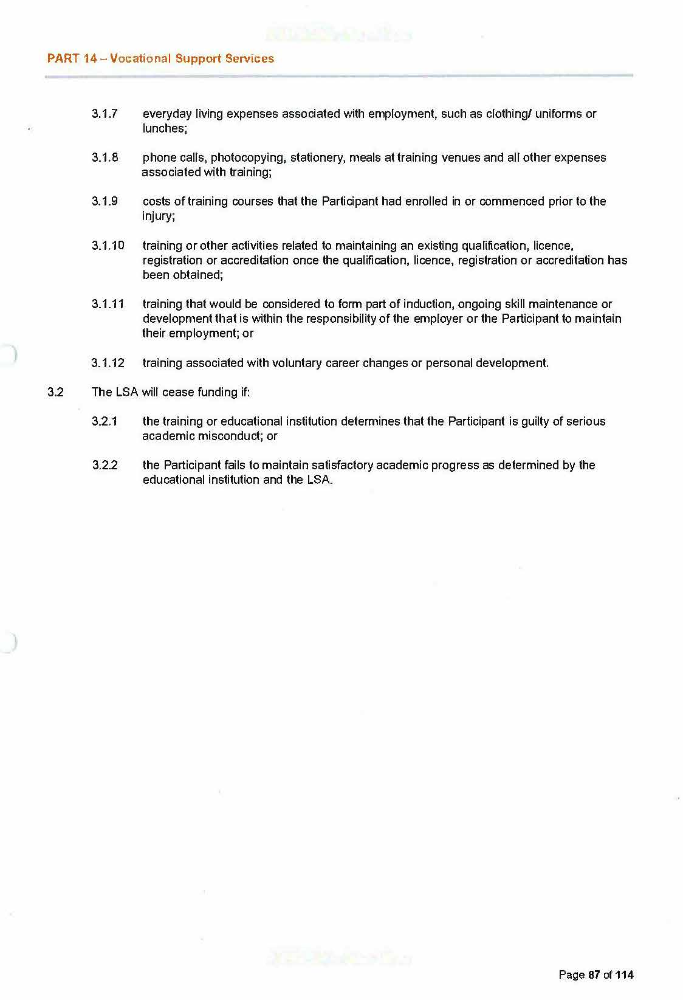 PART 14 – Vocational Support Services
3.1.7 everyday living expenses associated with employment, such as clothing/ uniforms or
lunches;
3.1.8 phone calls, photocopying, stationery, meals at training venues and all other expenses
associated with training;
3.1.9 costs of training courses that the Participant had enrolled in or commenced prior to the
injury;
3.1.10 training or other activities related to maintaining an existing qualification, licence,
registration or accreditation once the qualification, licence, registration or accreditation has
been obtained;
3.1.11 training that would be considered to form part of induction, ongoing skill maintenance or
development that is within the responsibility of the employer or the Participant to maintain
their employment; or
3.1.12 training associated with voluntary career changes or personal development.
3.2 The LSA will cease funding if:
3.2.1 the training or educational institution determines that the Participant is guilty of serious
academic misconduct; or
3.2.2 the Participant fails to maintain satisfactory academic progress as determined by the
educational institution and the LSA.
Page 87 of 114